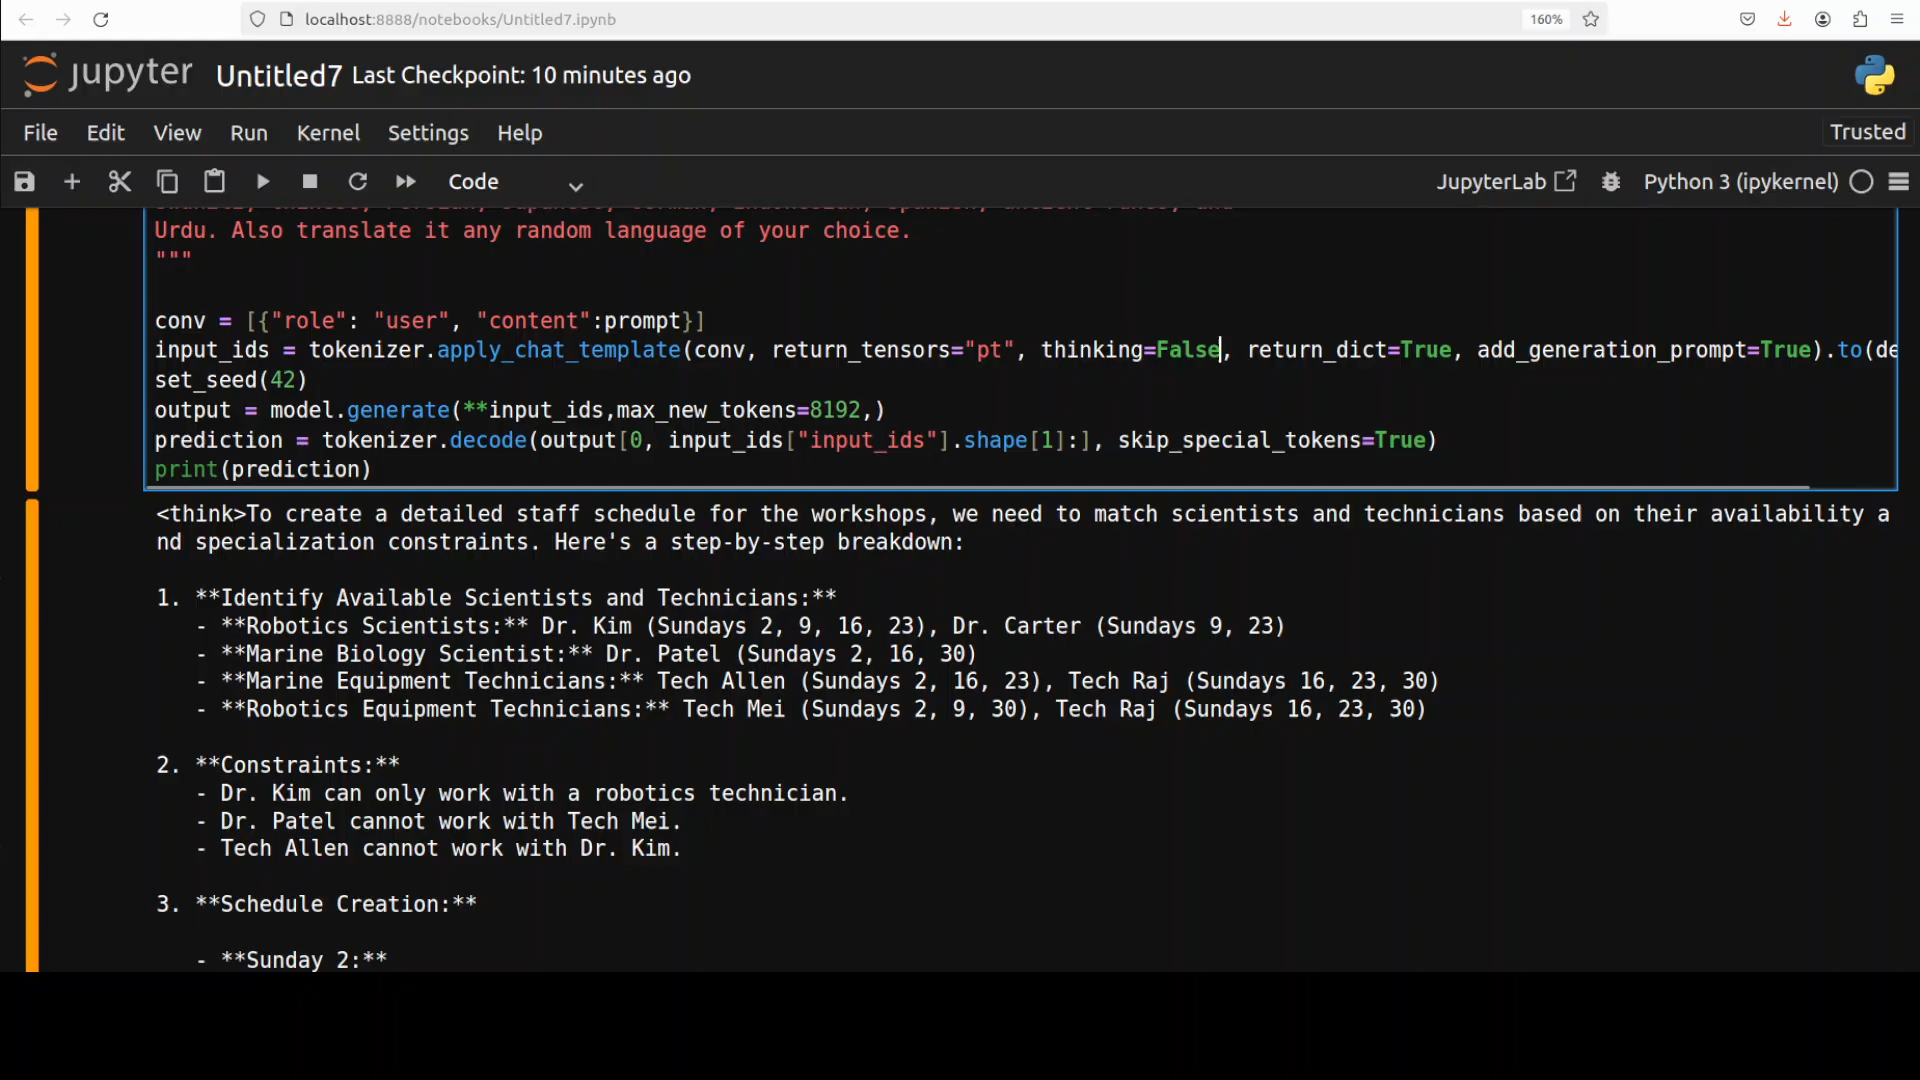 localhost:8888/notebooks/Untitled7.ipynb
160%
jupyter Untitled7 Last Checkpoint: 10 minutes ago
File Edit View Run Kernel Settings Help
Trusted
Code
JupyterLab
Python 3 (ipykernel)
Urdu. Also translate it any random language of your choice.
"""
conv = [{"role": "user", "content":prompt}]
input_ids = tokenizer.apply_chat_template(conv, return_tensors="pt", thinking=False, return_dict=True, add_generation_prompt=True).to(de
set_seed(42)
output = model.generate(**input_ids,max_new_tokens=8192,)
prediction = tokenizer.decode(output[0, input_ids["input_ids"].shape[1]:], skip_special_tokens=True)
print(prediction)
<think>To create a detailed staff schedule for the workshops, we need to match scientists and technicians based on their availability a
nd specialization constraints. Here's a step-by-step breakdown:
1. **Identify Available Scientists and Technicians:**
- **Robotics Scientists:** Dr. Kim (Sundays 2, 9, 16, 23), Dr. Carter (Sundays 9, 23)
- **Marine Biology Scientist:** Dr. Patel (Sundays 2, 16, 30)
- **Marine Equipment Technicians:** Tech Allen (Sundays 2, 16, 23), Tech Raj (Sundays 16, 23, 30)
- **Robotics Equipment Technicians:** Tech Mei (Sundays 2, 9, 30), Tech Raj (Sundays 16, 23, 30)
2. **Constraints:**
- Dr. Kim can only work with a robotics technician.
- Dr. Patel cannot work with Tech Mei.
- Tech Allen cannot work with Dr. Kim.
3. **Schedule Creation:**
- **Sunday 2:**